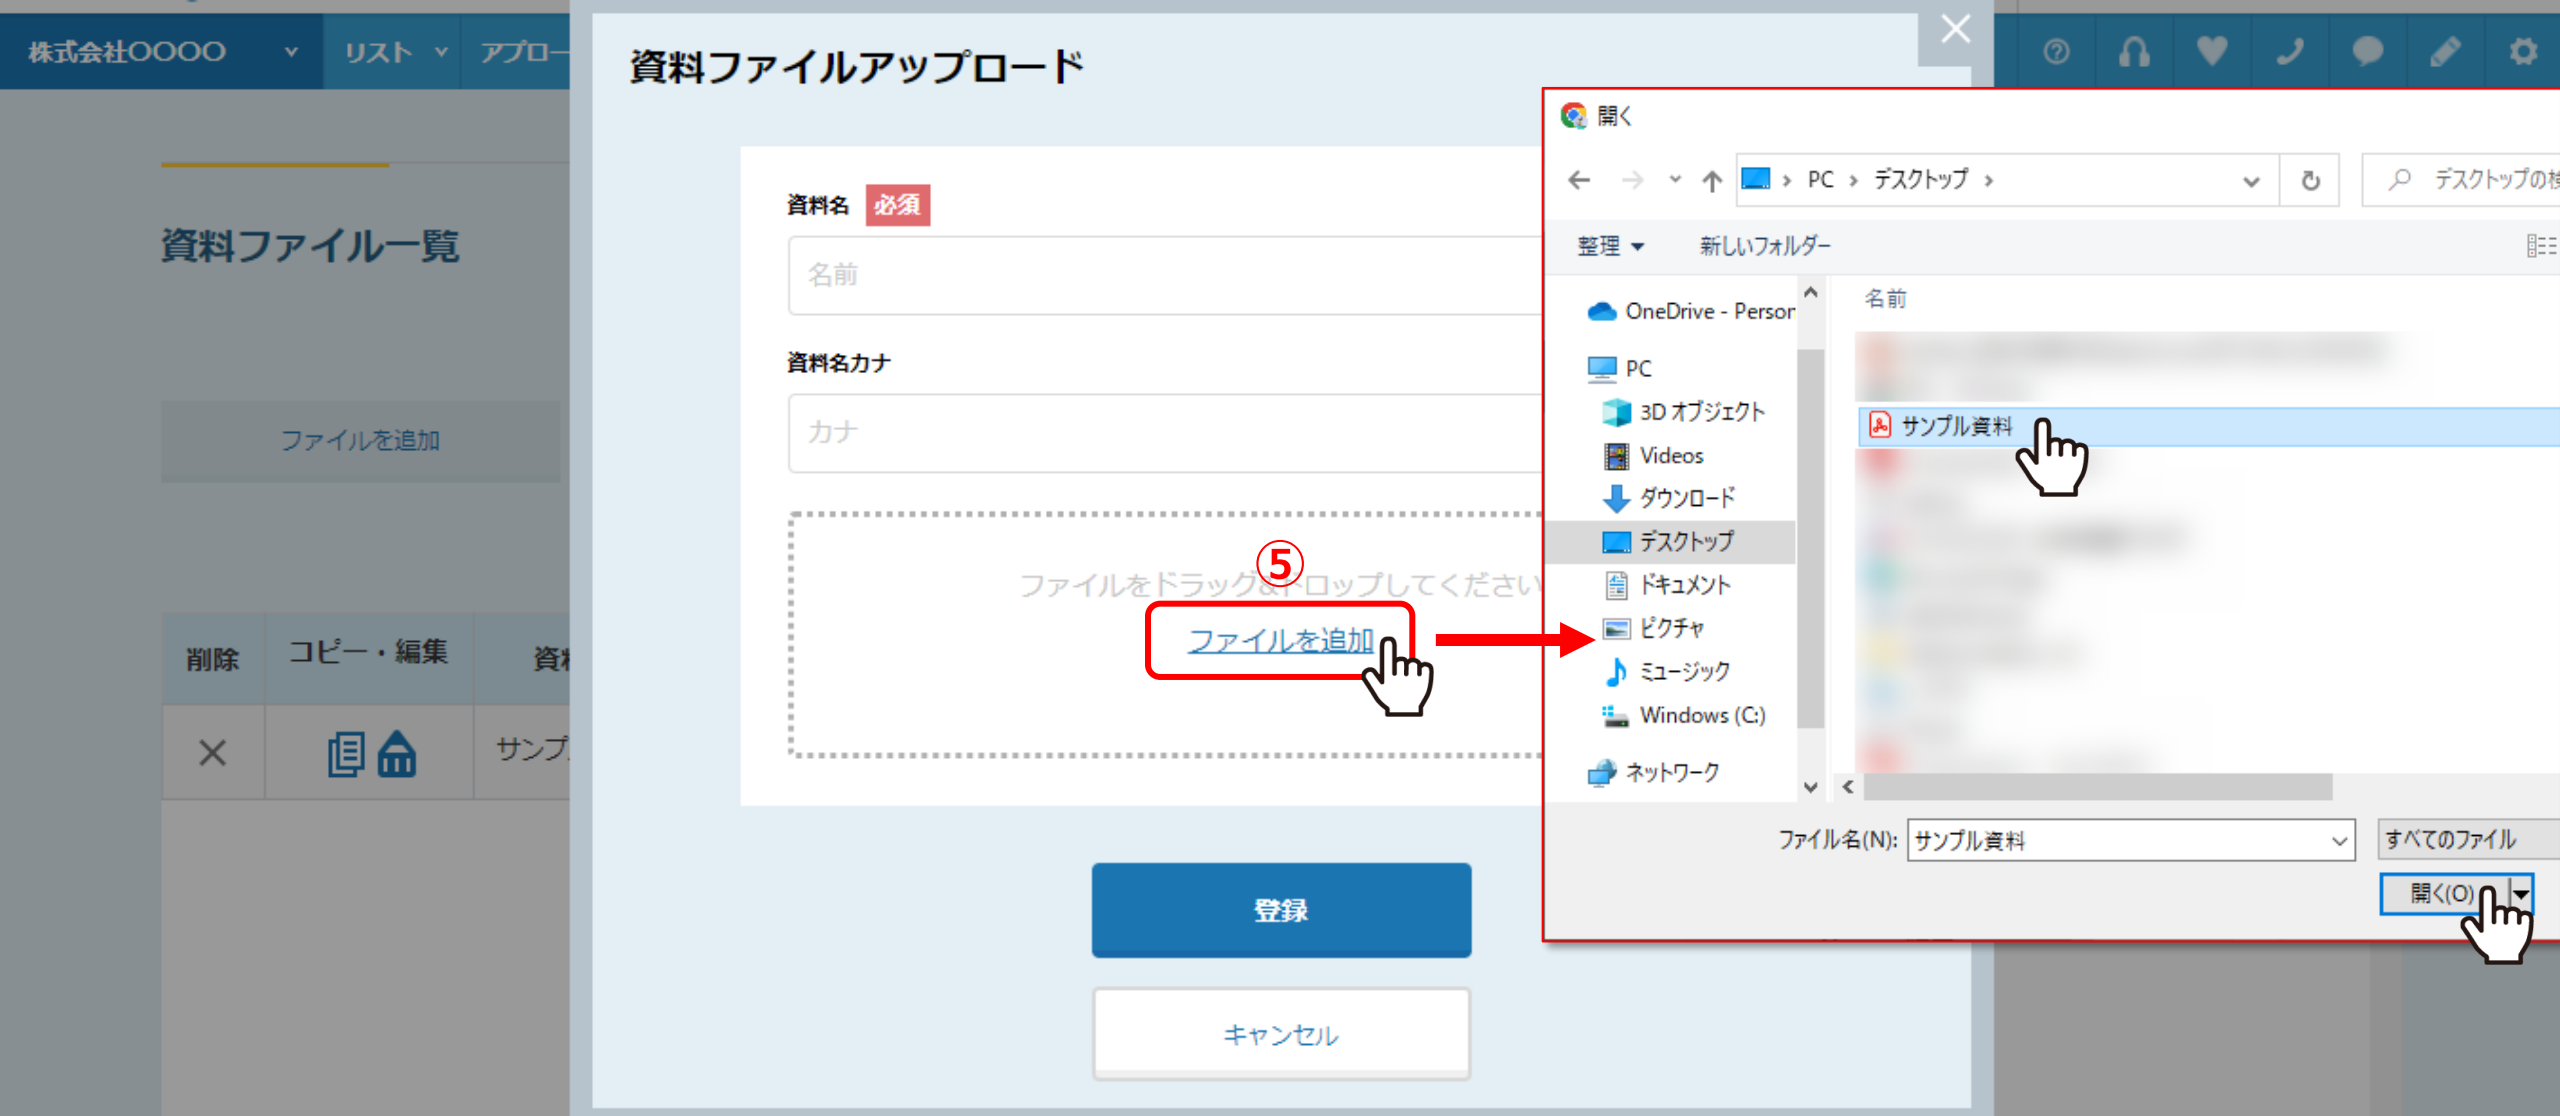 株式会社〇〇〇〇
リスト
アプロー
資料ファイル一覧
ファイルを追加
削除
コピー・編集
サンプ
資料ファイルアップロード
資料名 必須
名前
資料名カナ
カナ
ファイルをドラッグ&ドロップしてください
⑤
ファイルを追加
登録
キャンセル
開く
PC
デスクトップ
デスクトップの
整理
新しいフォルダー
名前
OneDrive - Person
PC
3D オブジェクト
Videos
ダウンロード
デスクトップ
ドキュメント
ピクチャ
ミュージック
Windows (C:)
ネットワーク
サンプル資料
ファイル名(N):
サンプル資料
すべてのファイル
開く(O)